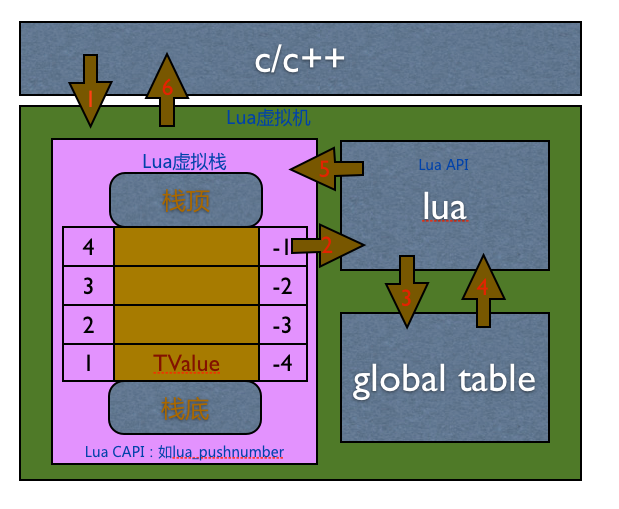 c/c++
1
6
Lua虚拟机
Lua虚拟栈
栈顶
4
-1
3
-2
2
-3
1
TValue
-4
栈底
Lua CAPI：如lua_pushnumber
5
2
Lua API
lua
3
4
global table